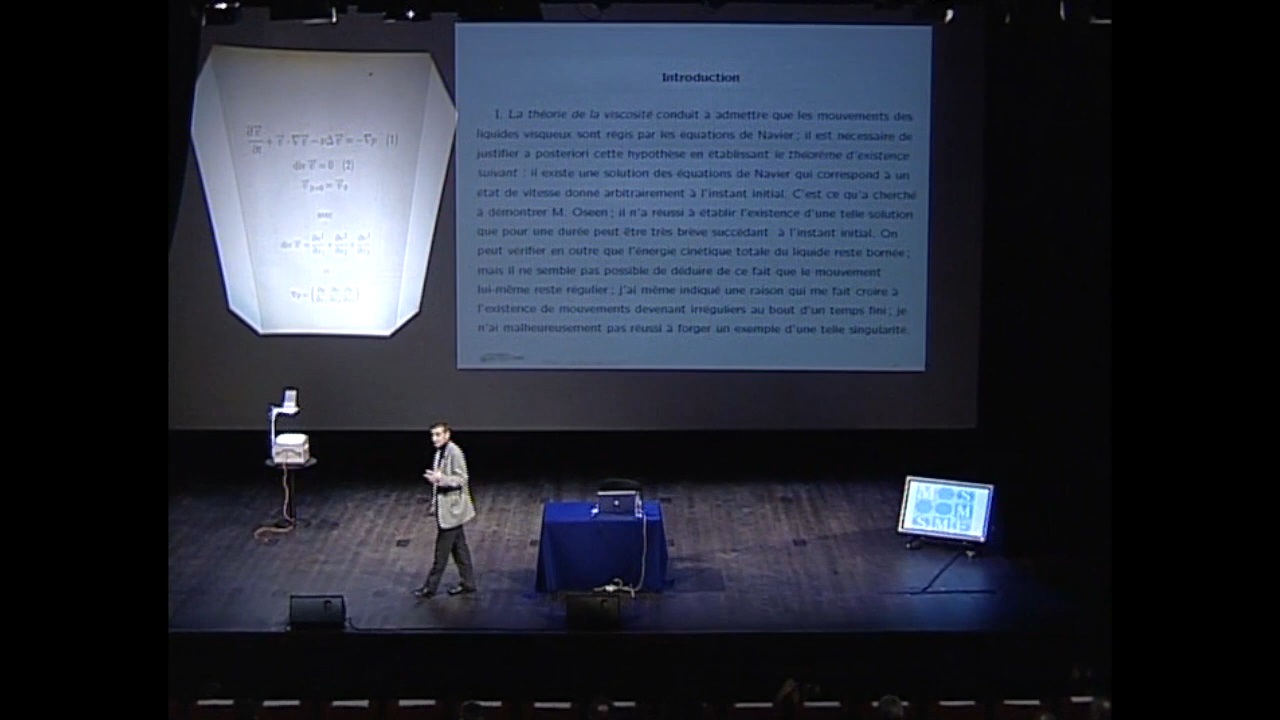 ∂v⃗/∂t + v⃗ · ∇v⃗ − νΔv⃗ = −∇p (1)
div v⃗ = 0 (2)
avec
et
Introduction
I. La théorie de la viscosité conduit à admettre que les mouvements des
liquides visqueux sont régis par les équations de Navier ; il est nécessaire de
justifier a posteriori cette hypothèse en établissant le théorème d'existence
suivant : il existe une solution des équations de Navier qui correspond à un
état de vitesse donné arbitrairement à l'instant initial. C'est ce qu'a cherché
à démontrer M. Oseen ; il n'a réussi à établir l'existence d'une telle solution
que pour une durée peut être très brève succédant à l'instant initial. On
peut vérifier en outre que l'énergie cinétique totale du liquide reste bornée ;
mais il ne semble pas possible de déduire de ce fait que le mouvement
lui-même reste régulier ; j'ai même indiqué une raison qui me fait croire à
l'existence de mouvements devenant irréguliers au bout d'un temps fini ; je
n'ai malheureusement pas réussi à forger un exemple d'une telle singularité.
M S
M
S M F